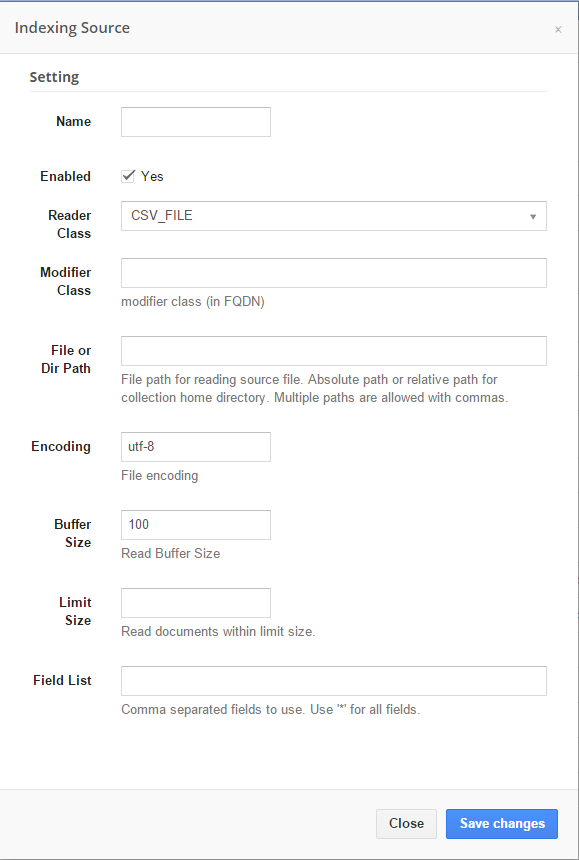 Indexing Source
×
Setting
Name
Enabled
Yes
Reader
Class
CSV_FILE
Modifier
Class
modifier class (in FQDN)
File or
Dir Path
File path for reading source file. Absolute path or relative path for
collection home directory. Multiple paths are allowed with commas.
Encoding
utf-8
File encoding
Buffer
Size
100
Read Buffer Size
Limit
Size
Read documents within limit size.
Field List
Comma separated fields to use. Use '*' for all fields.
Close
Save changes